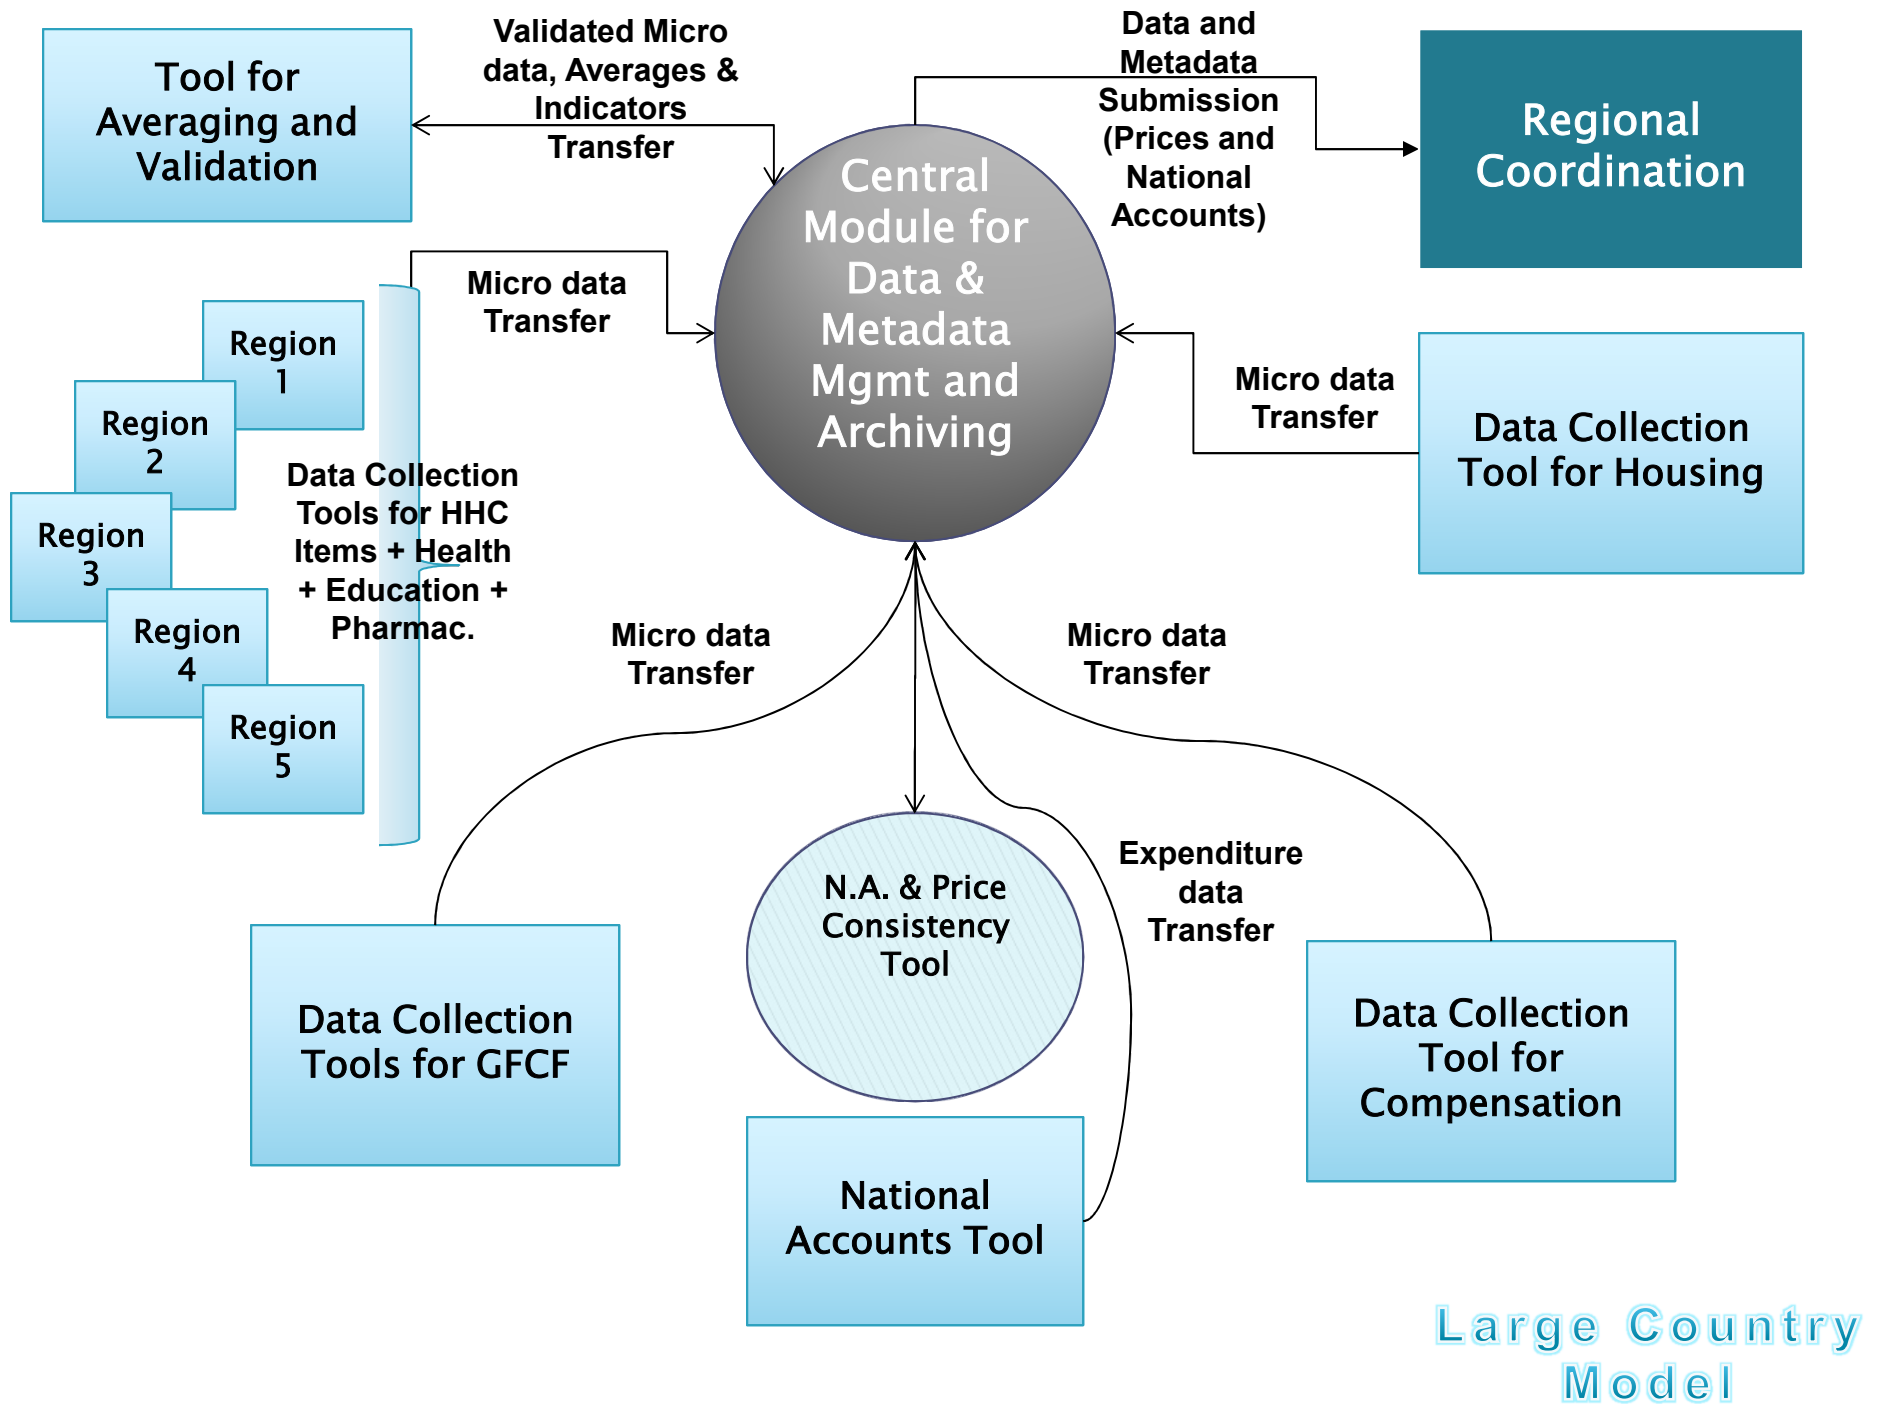 Tool for
Averaging and
Validation
Validated Micro
data, Averages &
Indicators
Transfer
Data and
Metadata
Submission
(Prices and
National
Accounts)
Regional
Coordination
Central
Module for
Data &
Metadata
Mgmt and
Archiving
Micro data
Transfer
Region
1
Region
2
Region
3
Region
4
Region
5
Data Collection
Tools for HHC
Items + Health
+ Education +
Pharmac.
Micro data
Transfer
Data Collection
Tool for Housing
Micro data
Transfer
Micro data
Transfer
Expenditure
data
Transfer
N.A. & Price
Consistency
Tool
Data Collection
Tools for GFCF
Data Collection
Tool for
Compensation
National
Accounts Tool
Large Country
Model